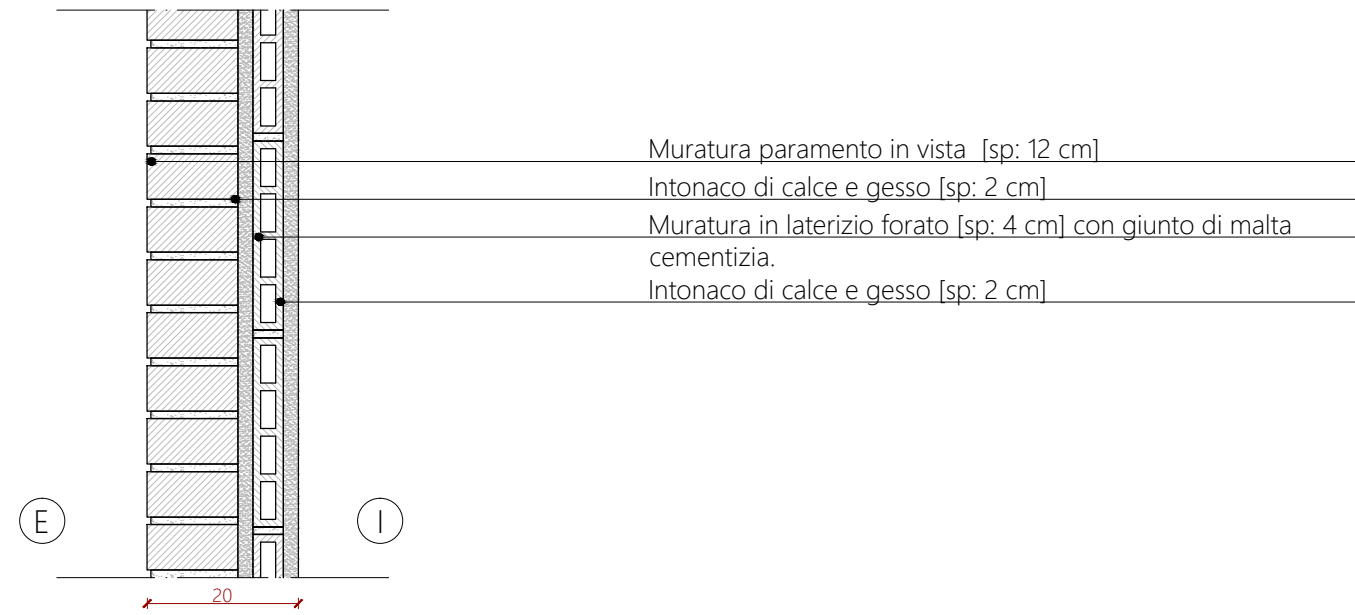 Muratura paramento in vista [sp: 12 cm]
Intonaco di calce e gesso [sp: 2 cm]
Muratura in laterizio forato [sp: 4 cm] con giunto di malta
cementizia.
Intonaco di calce e gesso [sp: 2 cm]
E
I
20